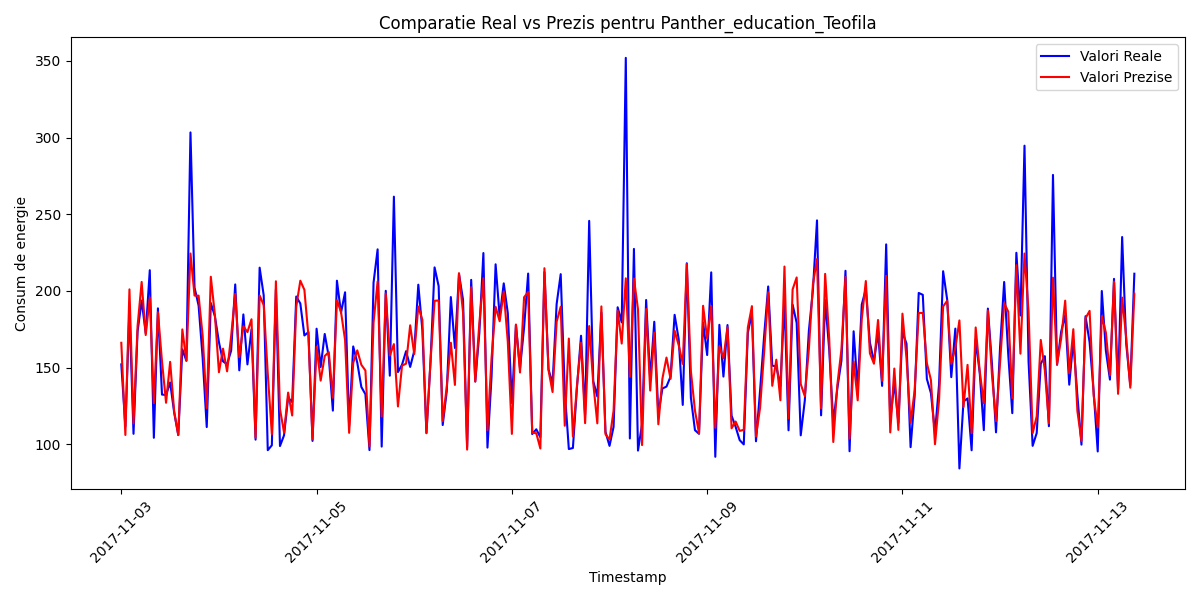 Comparatie Real vs Prezis pentru Panther_education_Teofila
Valori Reale
Valori Prezise
Consum de energie
350
300
250
200
150
100
2017-11-03
2017-11-05
2017-11-07
2017-11-09
2017-11-11
2017-11-13
Timestamp